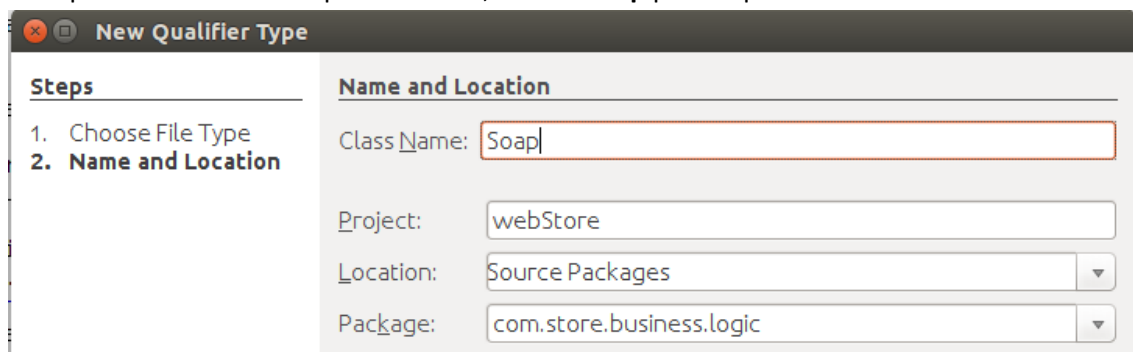 New Qualifier Type
Steps
1. Choose File Type
2. Name and Location
Name and Location
Class Name: Soap
Project: webStore
Location: Source Packages
Package: com.store.business.logic